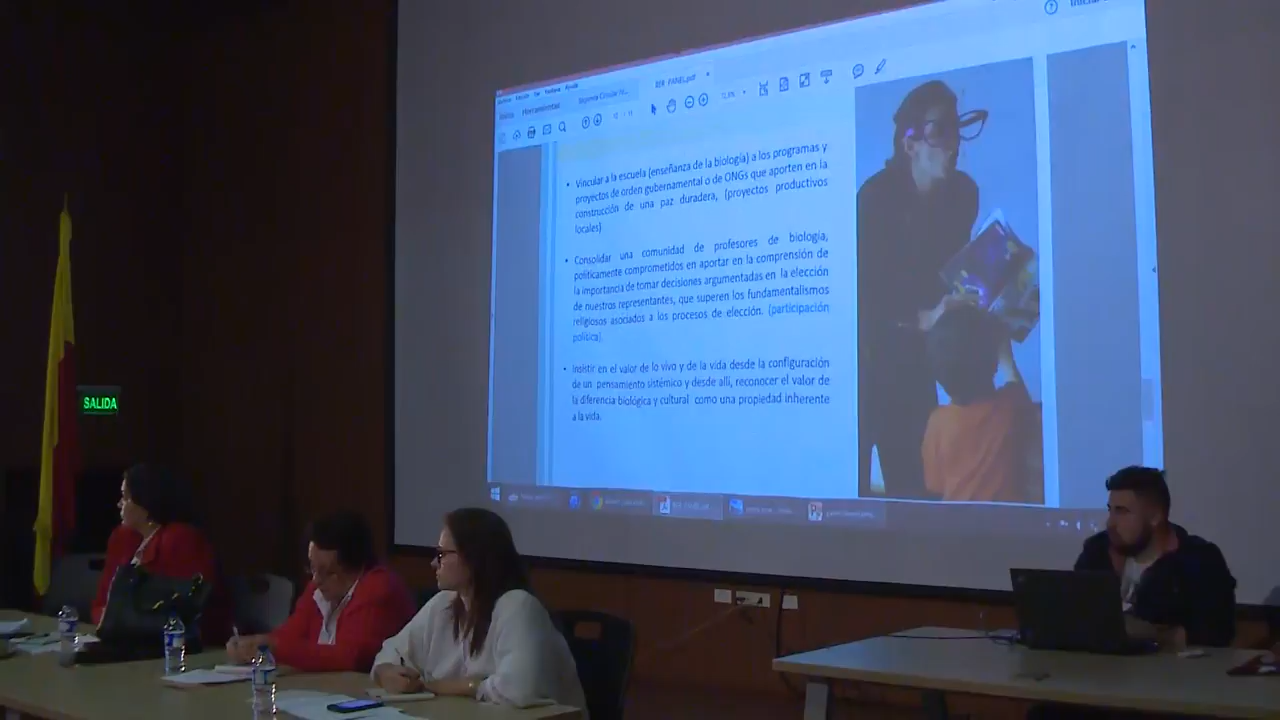 Herramientas
BER_PANEL.pdf
Vincular a la escuela (enseñanza de la biología) a los programas y
proyectos de orden gubernamental o de ONGs que aporten en la
construcción de una paz duradera, (proyectos productivos
locales)
Consolidar una comunidad de profesores de biología,
políticamente comprometidos en aportar en la comprensión de
la importancia de tomar decisiones argumentadas en la elección
de nuestros representantes, que superen los fundamentalismos
religiosos asociados a los procesos de elección. (participación
política).
Insistir en el valor de lo vivo y de la vida desde la configuración
de un pensamiento sistémico y desde allí, reconocer el valor de
la diferencia biológica y cultural como una propiedad inherente
a la vida.
SALIDA